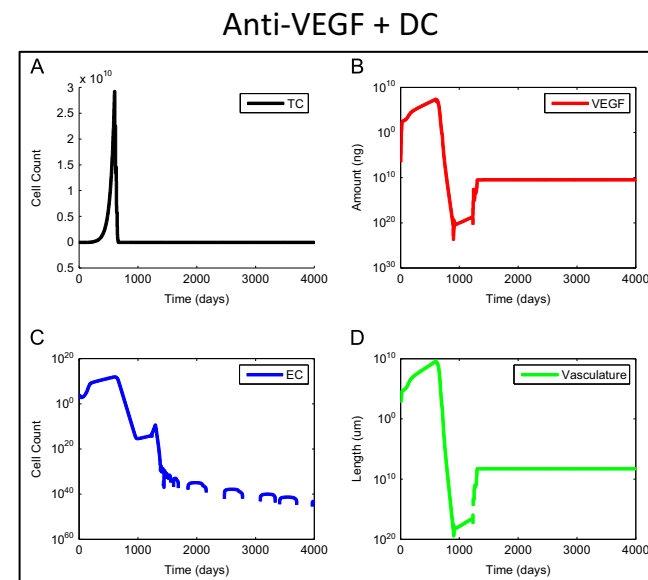 Anti-VEGF + DC
A
x 10^10
3
2.5
2
1.5
1
0.5
0
0.5
Cell Count
TC
0 1000 2000 3000 4000
Time (days)
B
10^10
10^0
10^10
10^20
10^30
Amount (ng)
VEGF
0 1000 2000 3000 4000
Time (days)
C
10^20
10^0
10^20
10^40
10^60
Cell Count
EC
0 1000 2000 3000 4000
Time (days)
D
10^10
10^0
10^10
10^20
Length (um)
Vasculature
0 1000 2000 3000 4000
Time (days)